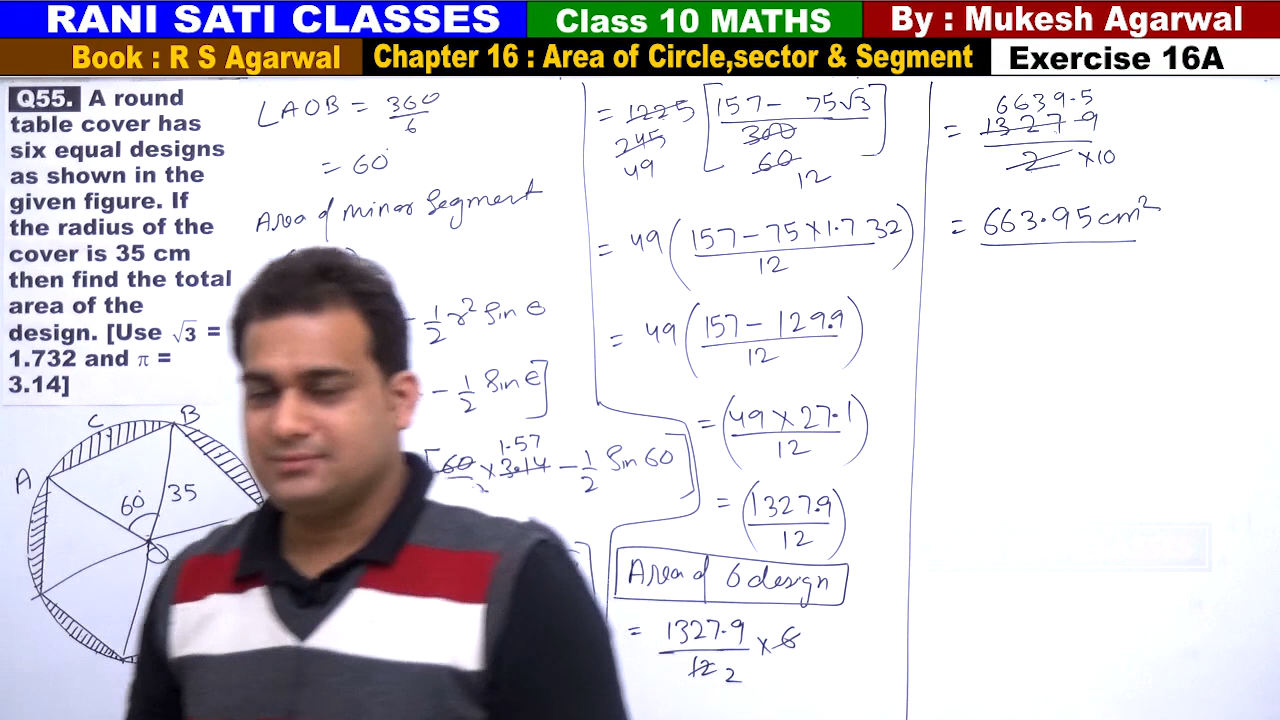 RANI SATI CLASSES
Class 10 MATHS
By : Mukesh Agarwal
Book : R S Agarwal
Chapter 16 : Area of Circle,sector & Segment
Exercise 16A
Q55. A round
table cover has
six equal designs
as shown in the
given figure. If
the radius of the
cover is 35 cm
then find the total
area of the
design. [Use √3 =
1.732 and π =
3.14]
C B
A
60° 35
O
∠AOB = 360/6
= 60°
Area of minor Segment
- 1/2 r² Sin θ
- 1/2 Sin θ]
1.57
[60 × 3.14 - 1/2 Sin 60]
= 1225 [157 - 75√3 / 300]
245 60
49 12
= 49 (157 - 75 × 1.732 / 12)
= 49 (157 - 129.9 / 12)
= (49 × 27.1 / 12)
= (1327.9 / 12)
Area of 6 design
= 1327.9 / 12 × 6
2
6639.5
= 13279 / 2 × 10
= 663.95 cm²